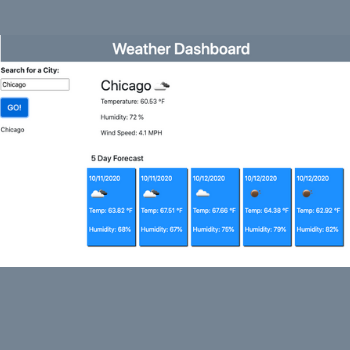 Weather Dashboard
Search for a City:
Chicago
GO!
Chicago
Chicago
Temperature: 60.53 °F
Humidity: 72 %
Wind Speed: 4.1 MPH
5 Day Forecast
10/11/2020
Temp: 63.82 °F
Humidity: 68%
10/11/2020
Temp: 67.51 °F
Humidity: 67%
10/12/2020
Temp: 67.66 °F
Humidity: 75%
10/12/2020
Temp: 64.38 °F
Humidity: 79%
10/12/2020
Temp: 62.92 °F
Humidity: 82%